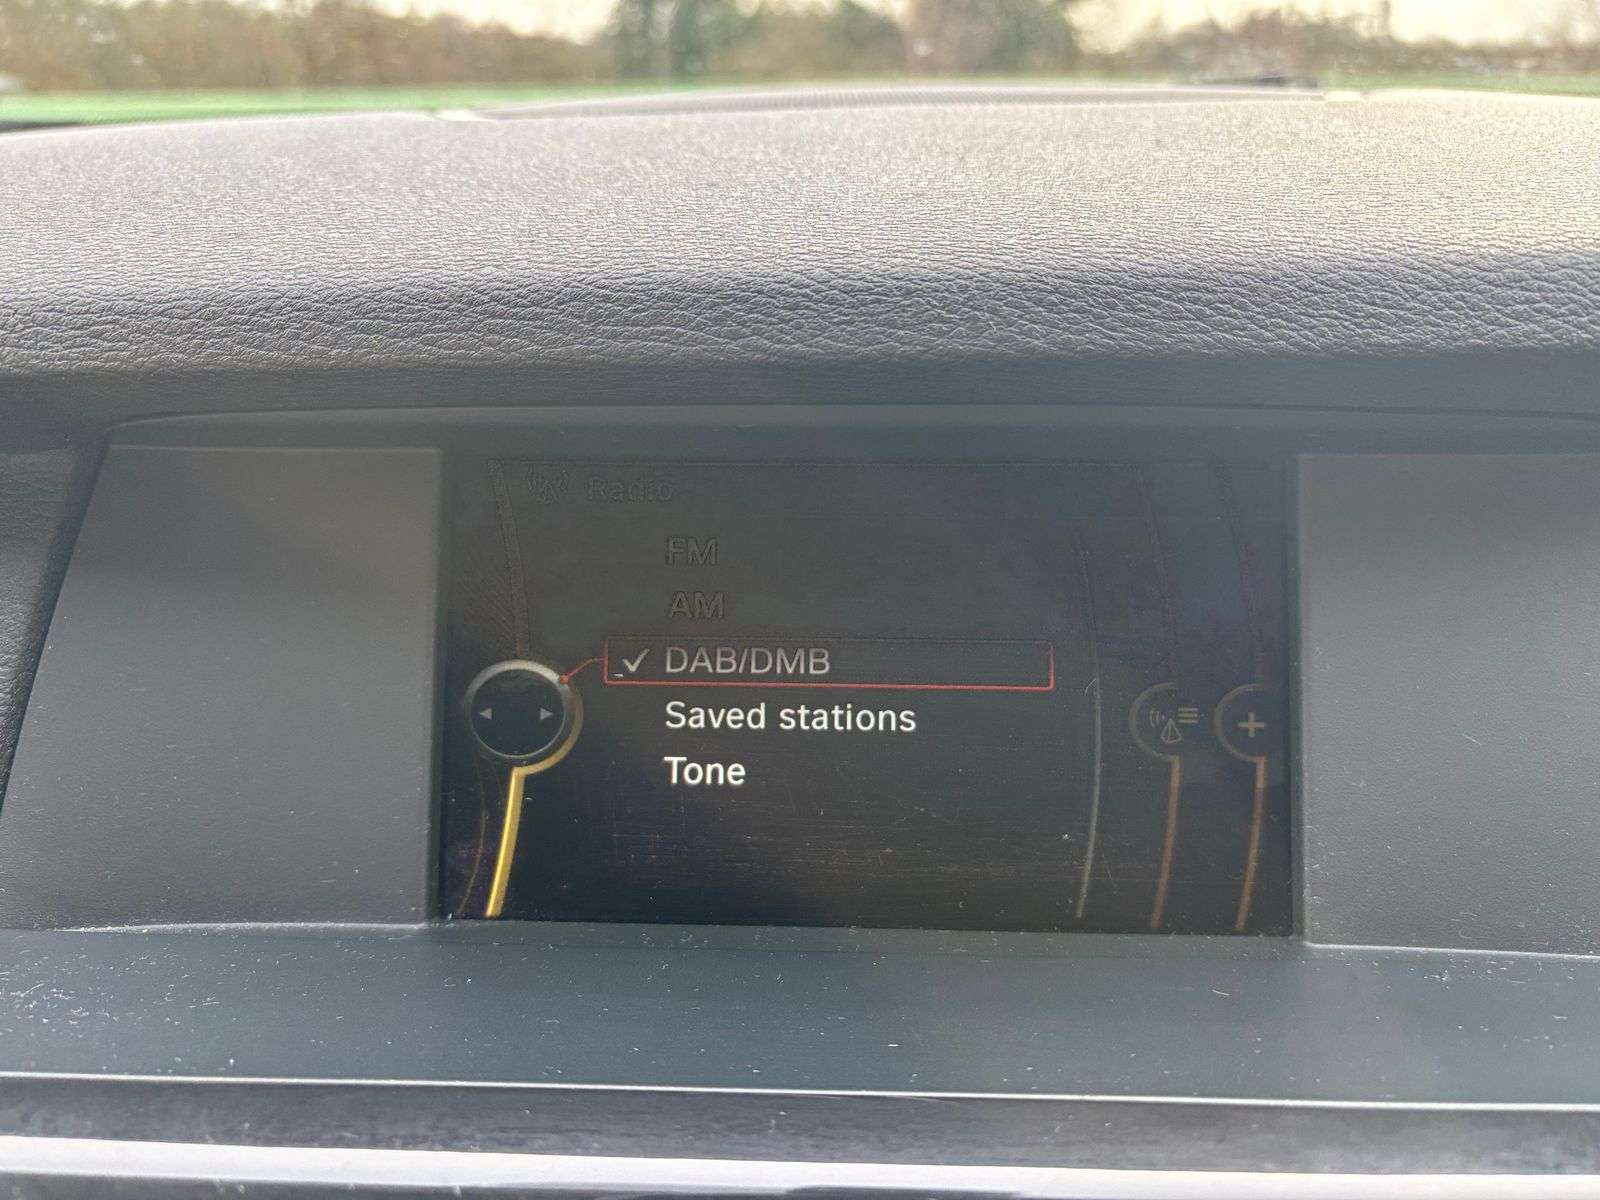 Radio
FM
AM
✓ DAB/DMB
Saved stations
Tone